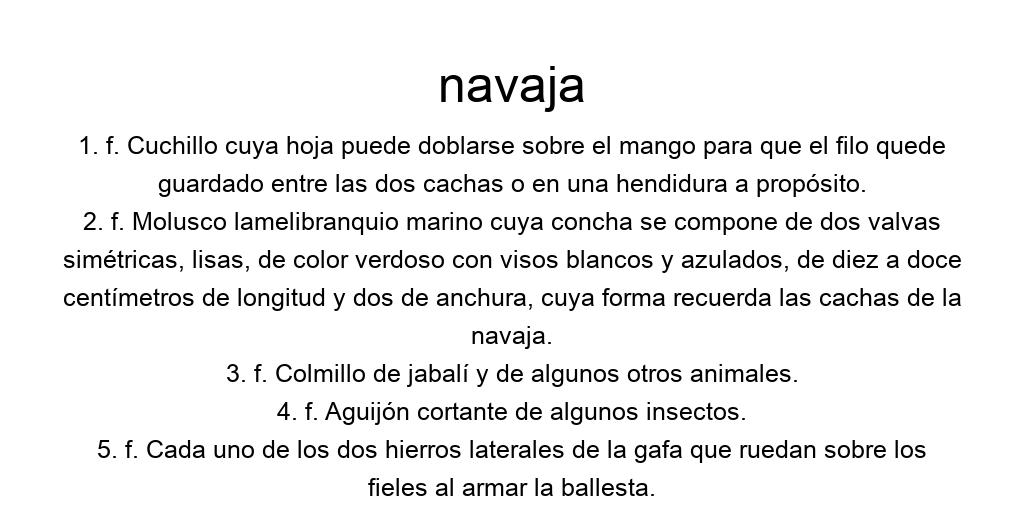 navaja
1. f. Cuchillo cuya hoja puede doblarse sobre el mango para que el filo quede
guardado entre las dos cachas o en una hendidura a propósito.
2. f. Molusco lamelibranquio marino cuya concha se compone de dos valvas
simétricas, lisas, de color verdoso con visos blancos y azulados, de diez a doce
centímetros de longitud y dos de anchura, cuya forma recuerda las cachas de la
navaja.
3. f. Colmillo de jabalí y de algunos otros animales.
4. f. Aguijón cortante de algunos insectos.
5. f. Cada uno de los dos hierros laterales de la gafa que ruedan sobre los
fieles al armar la ballesta.